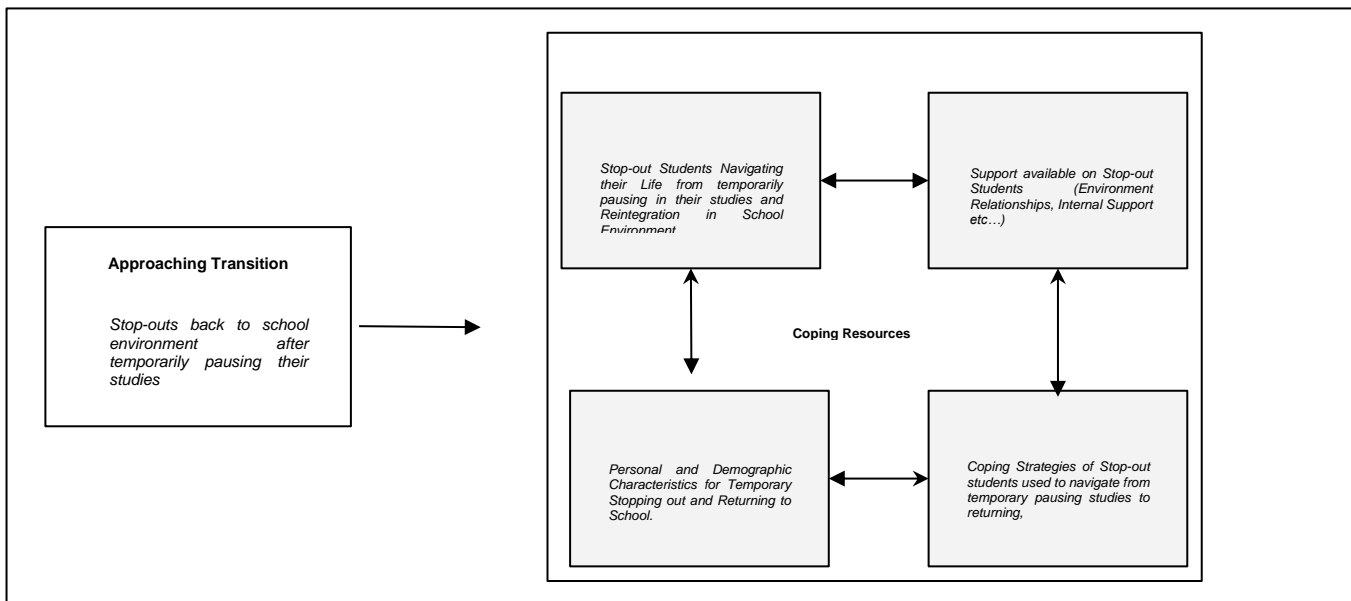 Approaching Transition
Stop-outs back to school
environment after
temporarily pausing their
studies
Stop-out Students Navigating
their Life from temporarily
pausing in their studies and
Reintegration in School
Environment
Support available on Stop-out
Students (Environment
Relationships, Internal Support
etc…)
Coping Resources
Personal and Demographic
Characteristics for Temporary
Stopping out and Returning to
School.
Coping Strategies of Stop-out
students used to navigate from
temporary pausing studies to
returning,